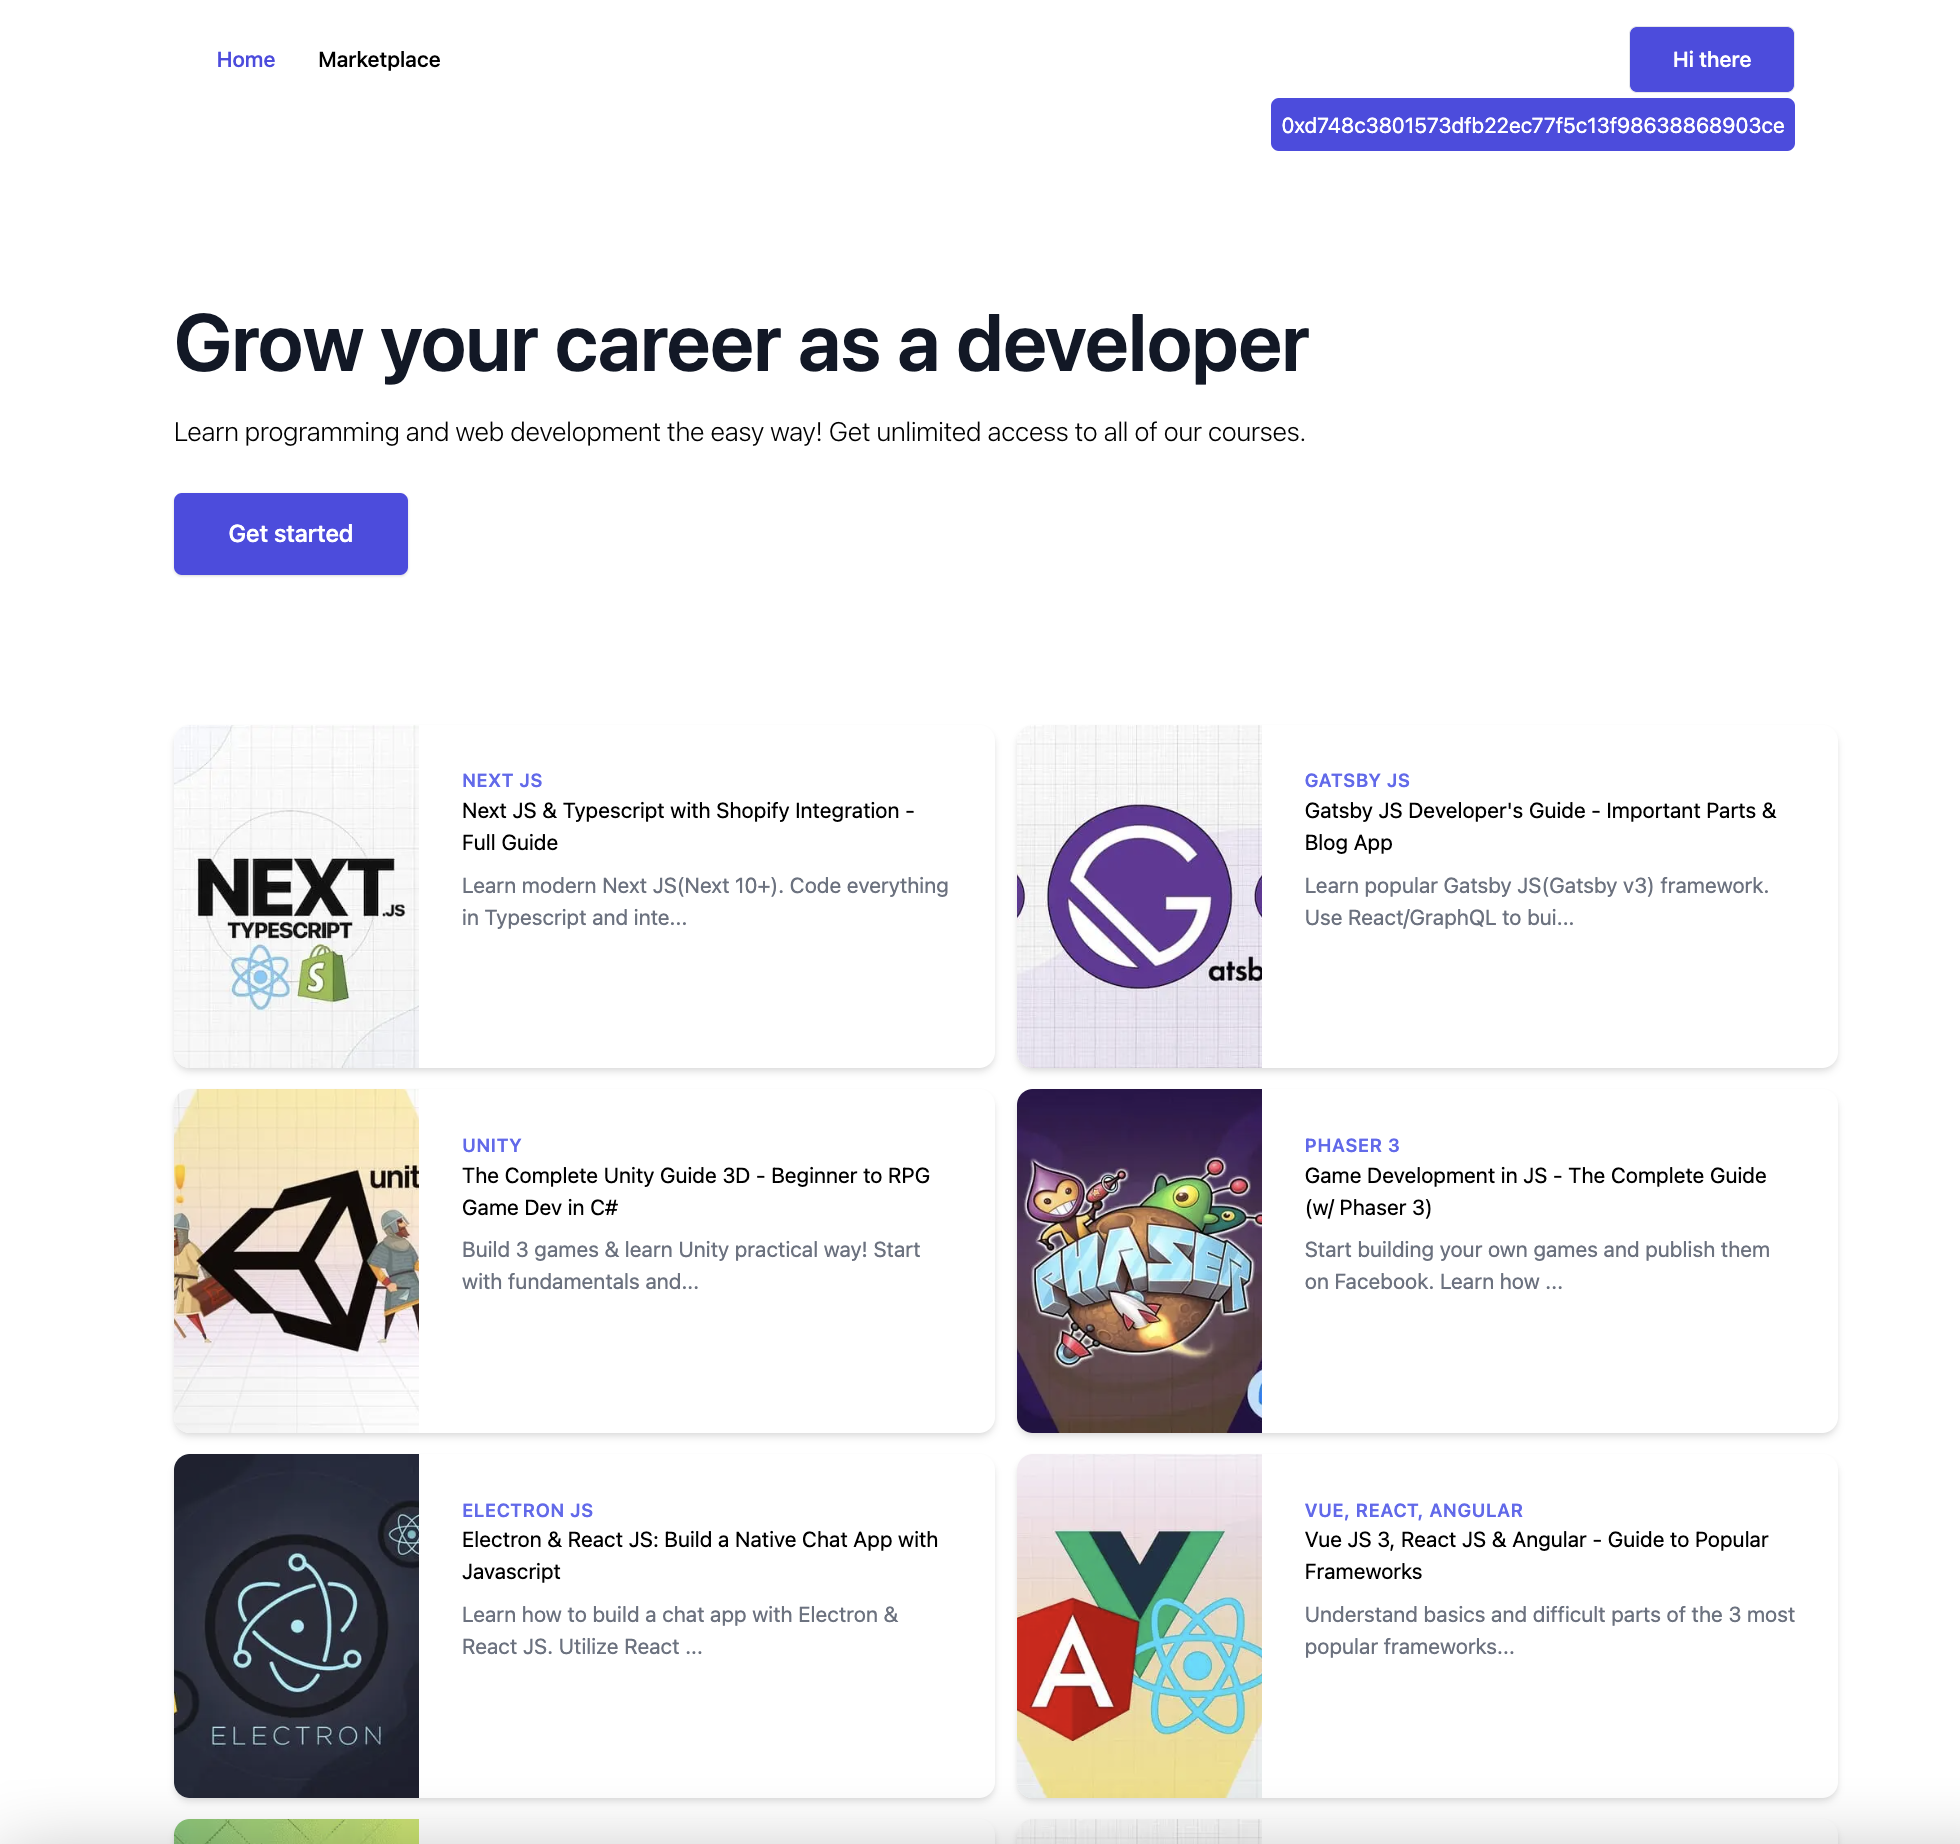 Home Marketplace Hi there
0xd748c3801573dfb22ec77f5c13f98638868903ce
Grow your career as a developer
Learn programming and web development the easy way! Get unlimited access to all of our courses.
Get started
NEXT.JS
TYPESCRIPT
NEXT JS
Next JS & Typescript with Shopify Integration -
Full Guide
Learn modern Next JS(Next 10+). Code everything
in Typescript and inte...
atsb
GATSBY JS
Gatsby JS Developer's Guide - Important Parts &
Blog App
Learn popular Gatsby JS(Gatsby v3) framework.
Use React/GraphQL to bui...
unit
UNITY
The Complete Unity Guide 3D - Beginner to RPG
Game Dev in C#
Build 3 games & learn Unity practical way! Start
with fundamentals and...
PHASER
PHASER 3
Game Development in JS - The Complete Guide
(w/ Phaser 3)
Start building your own games and publish them
on Facebook. Learn how ...
ELECTRON
ELECTRON JS
Electron & React JS: Build a Native Chat App with
Javascript
Learn how to build a chat app with Electron &
React JS. Utilize React ...
VUE, REACT, ANGULAR
Vue JS 3, React JS & Angular - Guide to Popular
Frameworks
Understand basics and difficult parts of the 3 most
popular frameworks...